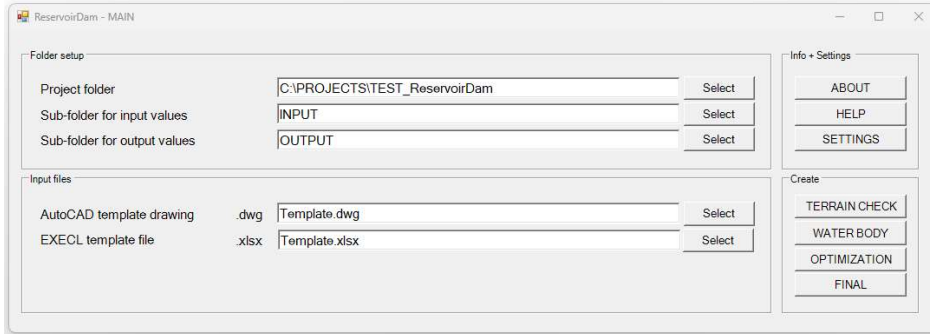 ReservoirDam - MAIN
Folder setup
Project folder C:\PROJECTS\TEST_ReservoirDam Select
Sub-folder for input values INPUT Select
Sub-folder for output values OUTPUT Select
Info + Settings
ABOUT
HELP
SETTINGS
Input files
AutoCAD template drawing .dwg Template.dwg Select
EXECL template file .xlsx Template.xlsx Select
Create
TERRAIN CHECK
WATER BODY
OPTIMIZATION
FINAL